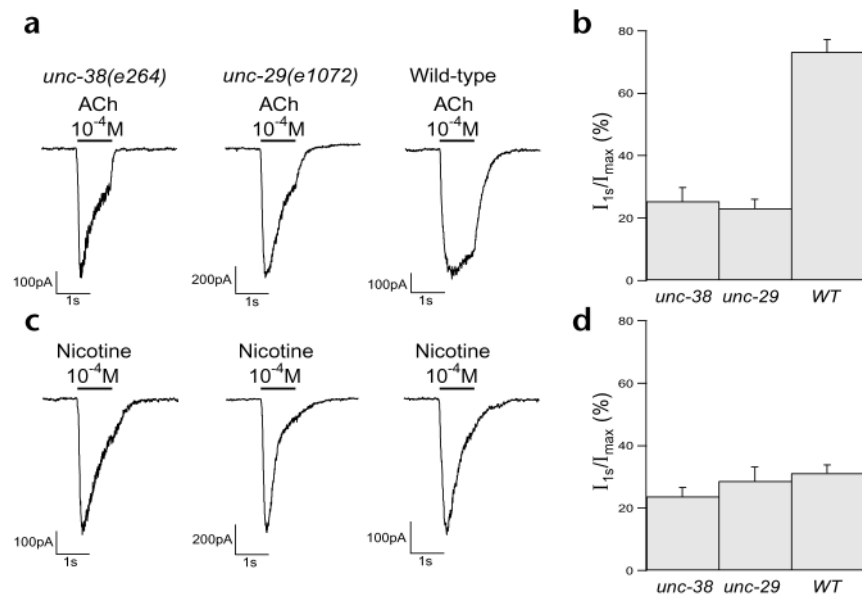 a
unc-38(e264) unc-29(e1072) Wild-type
ACh ACh ACh
10⁻⁴M 10⁻⁴M 10⁻⁴M
100pA 200pA 100pA
1s 1s 1s
b
80
60
40
20
0
I1s/Imax (%)
unc-38 unc-29 WT
c
Nicotine Nicotine Nicotine
10⁻⁴M 10⁻⁴M 10⁻⁴M
100pA 200pA 100pA
1s 1s 1s
d
80
60
40
20
0
I1s/Imax (%)
unc-38 unc-29 WT